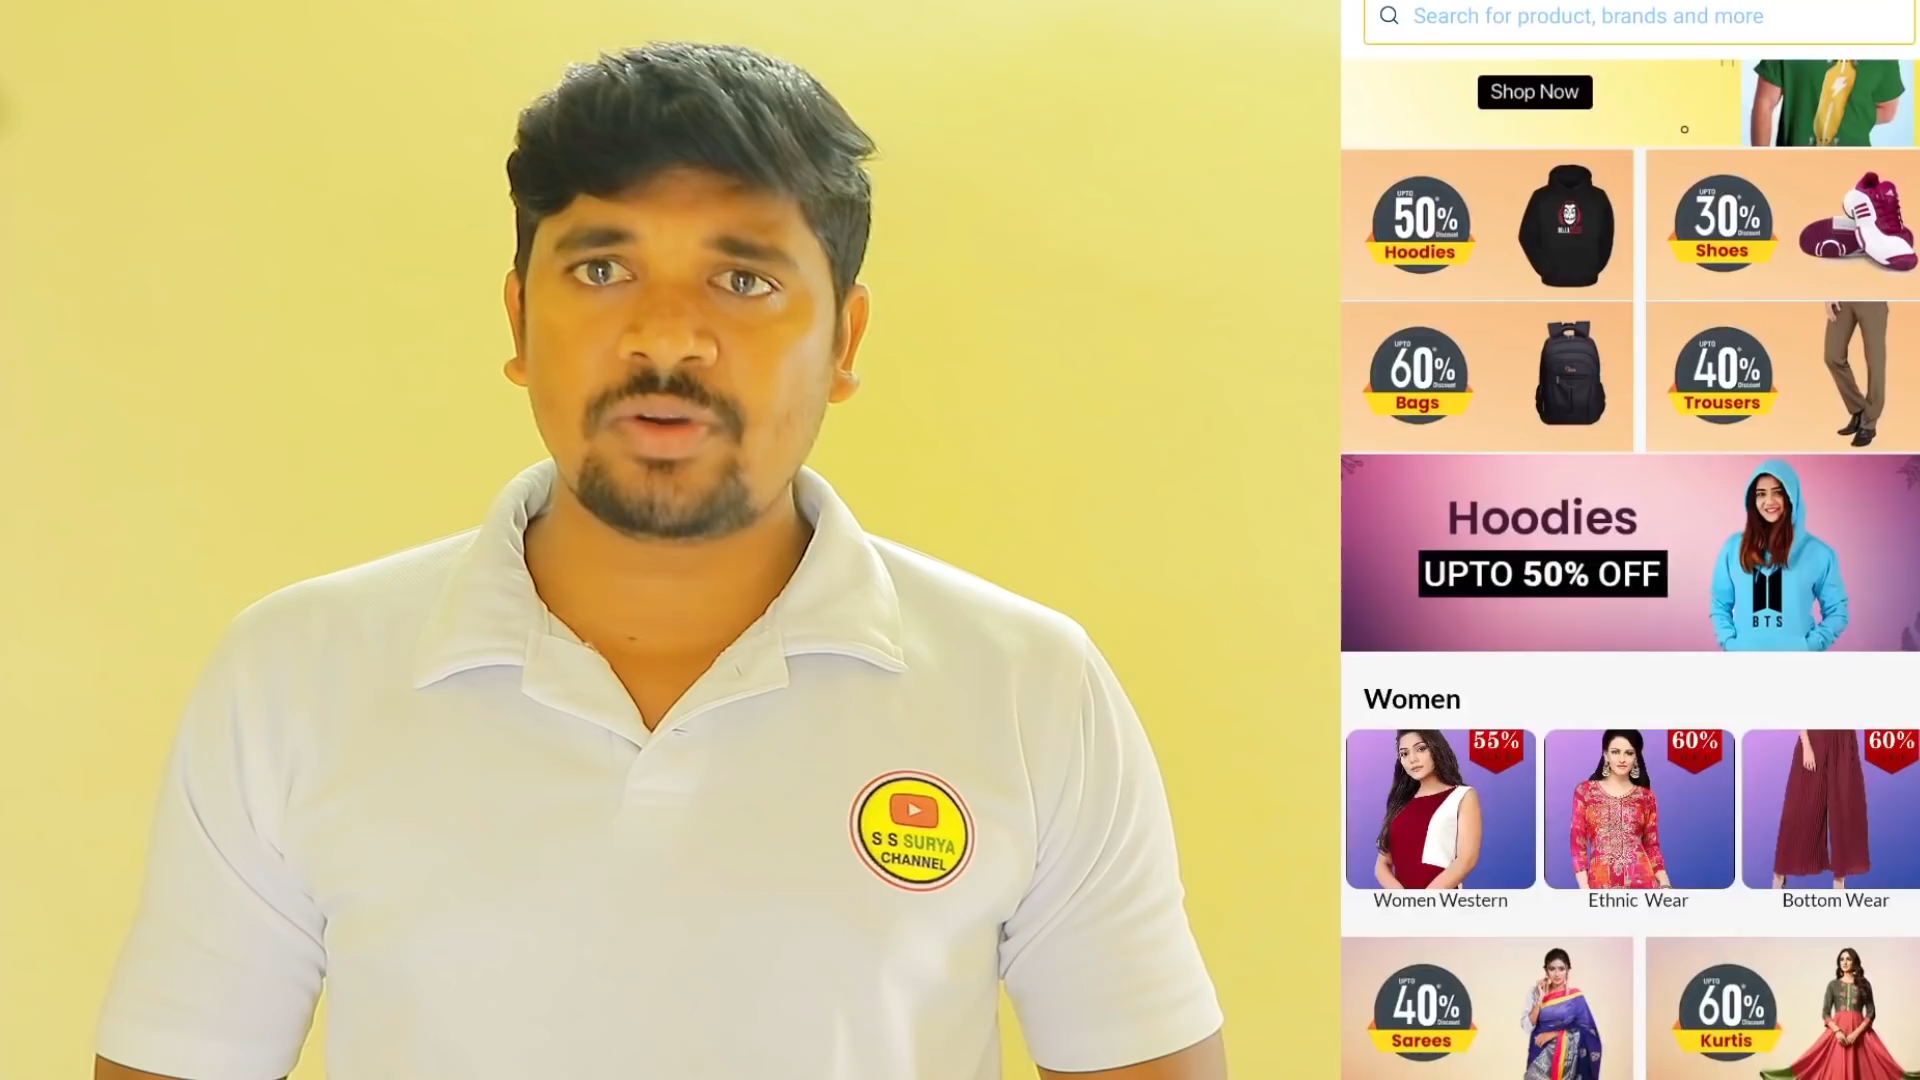 Search for product, brands and more
Shop Now
UPTO
50%
Discount
Hoodies
UPTO
30%
Discount
Shoes
UPTO
60%
Discount
Bags
UPTO
40%
Discount
Trousers
Hoodies
UPTO 50% OFF
BTS
Women
55%
60%
60%
Women Western
Ethnic Wear
Bottom Wear
UPTO
40%
Discount
Sarees
UPTO
60%
Discount
Kurtis
S S SURYA
CHANNEL